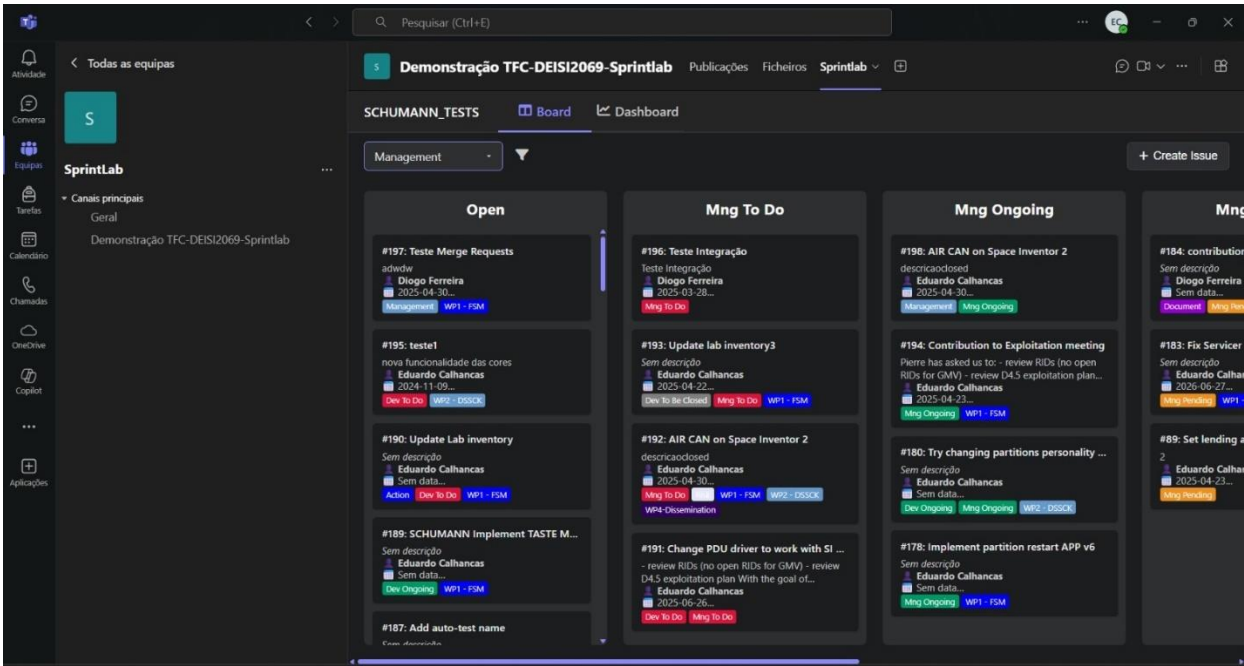 Pesquisar (Ctrl+E)
EC
Atividade
Conversa
Equipas
Tarefas
Calendário
Chamadas
OneDrive
Copilot
Aplicações
Todas as equipas
S
SprintLab
Canais principais
Geral
Demonstração TFC-DEISI2069-Sprintlab
S
Demonstração TFC-DEISI2069-Sprintlab Publicações Ficheiros Sprintlab
SCHUMANN_TESTS Board Dashboard
Management
+ Create Issue
Open
#197: Teste Merge Requests
adwdw
Diogo Ferreira
2025-04-30...
Management WP1 - FSM
#195: teste1
nova funcionalidade das cores
Eduardo Calhancas
2024-11-09...
Dev To Do WP2 - DSSCK
#190: Update Lab inventory
Sem descrição
Eduardo Calhancas
Sem data...
Action Dev To Do WP1 - FSM
#189: SCHUMANN Implement TASTE M...
Sem descrição
Eduardo Calhancas
Sem data...
Dev Ongoing WP1 - FSM
#187: Add auto-test name
Sem descrição
Mng To Do
#196: Teste Integração
Teste Integração
Diogo Ferreira
2025-03-28...
Mng To Do
#193: Update lab inventory3
Sem descrição
Eduardo Calhancas
2025-04-22...
Dev To Be Closed Mng To Do WP1 - FSM
#192: AIR CAN on Space Inventor 2
descricaoclosed
Eduardo Calhancas
2025-04-30...
Mng To Do WP1 - FSM WP2 - DSSCK
WP4-Dissemination
#191: Change PDU driver to work with SI ...
- review RIDs (no open RIDs for GMV) - review
D4.5 exploitation plan With the goal of...
Eduardo Calhancas
2025-06-26...
Dev To Do Mng To Do
Mng Ongoing
#198: AIR CAN on Space Inventor 2
descricaoclosed
Eduardo Calhancas
2025-04-30...
Management Mng Ongoing
#194: Contribution to Exploitation meeting
Pierre has asked us to: - review RIDs (no open
RIDs for GMV) - review D4.5 exploitation plan...
Eduardo Calhancas
2025-04-23...
Mng Ongoing WP1 - FSM
#180: Try changing partitions personality ...
Sem descrição
Eduardo Calhancas
Sem data...
Dev Ongoing Mng Ongoing WP2 - DSSCK
#178: Implement partition restart APP v6
Sem descrição
Eduardo Calhancas
Sem data...
Mng Ongoing WP1 - FSM
Mng
#184: contribution
Sem descrição
Diogo Ferreira
Sem data...
Document Mng Pen
#183: Fix Servicer
Sem descrição
Eduardo Calhan
2026-06-27...
Mng Pending WP1 -
#89: Set lending a
2
Eduardo Calhan
2025-04-23...
Mng Pending